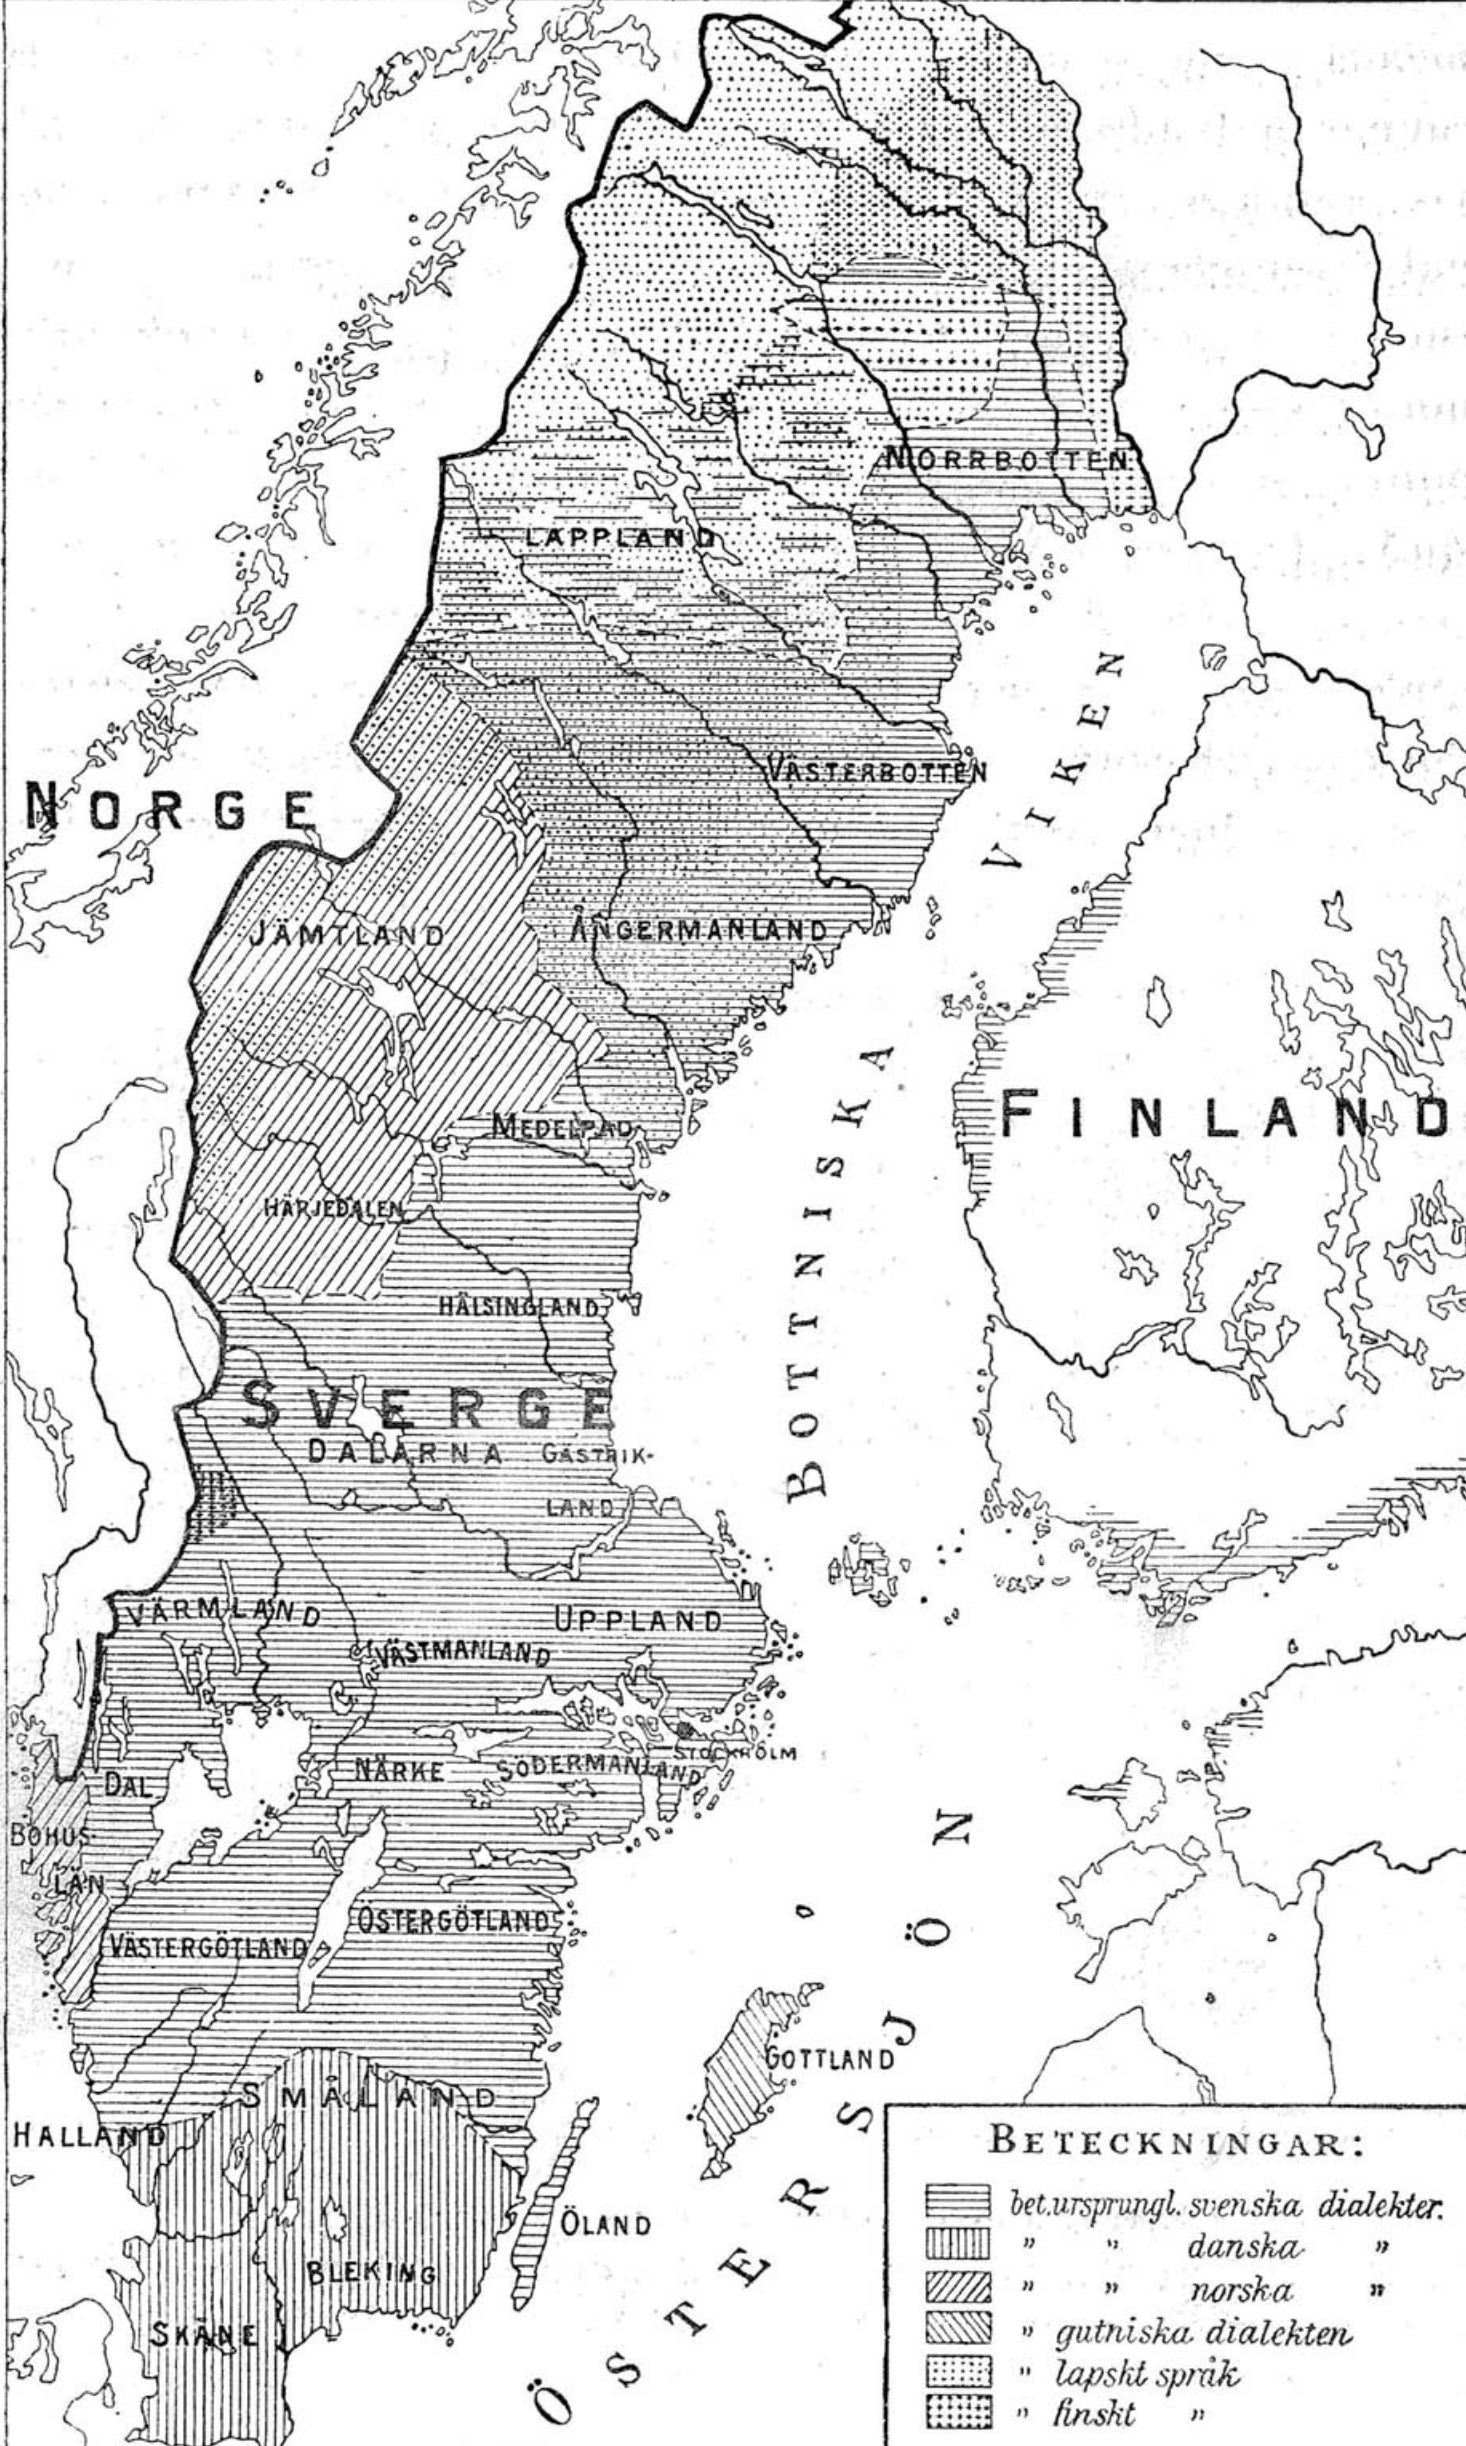 NORRBOTTEN
LAPPLAND
VÄSTERBOTTEN
NORGE
JÄMTLAND
ÅNGERMANLAND
BOTTNISKA VIKEN
FINLAND
MEDELPAD
HÄRJEDALEN
HÄLSINGLAND
SVERGE
DALARNA
GÄSTRIK-
LAND
VÄRMLAND
UPPLAND
VÄSTMANLAND
STOCKHOLM
NÄRKE
SÖDERMANLAND
DAL
BOHUS-
LÄN
ÖSTERGÖTLAND
VÄSTERGÖTLAND
GOTTLAND
SMÅLAND
HALLAND
ÖLAND
BLEKING
SKÅNE
ÖSTERSJÖN
BETECKNINGAR:
bet. ursprungl. svenska dialekter.
" " danska "
" " norska "
" gutniska dialekten
" lapskt språk
" finskt "